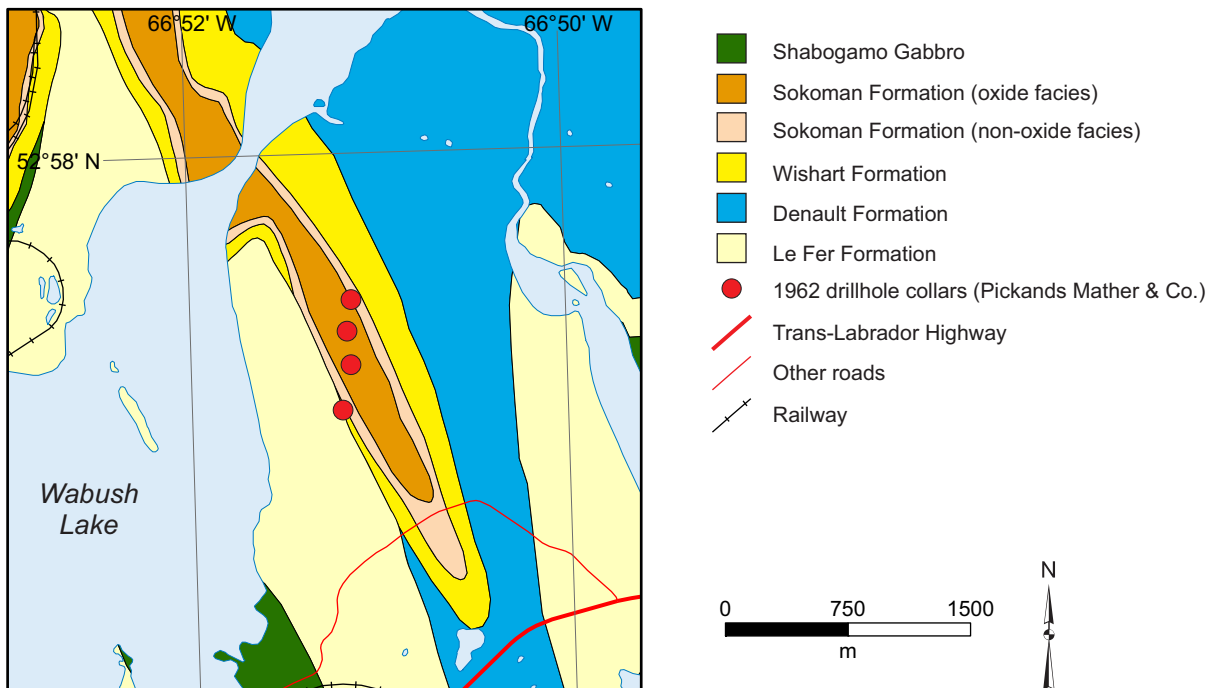 66°52' W
66°50' W
52°58' N
Wabush
Lake
Shabogamo Gabbro
Sokoman Formation (oxide facies)
Sokoman Formation (non-oxide facies)
Wishart Formation
Denault Formation
Le Fer Formation
1962 drillhole collars (Pickands Mather & Co.)
Trans-Labrador Highway
Other roads
Railway
0 750 1500
m
N